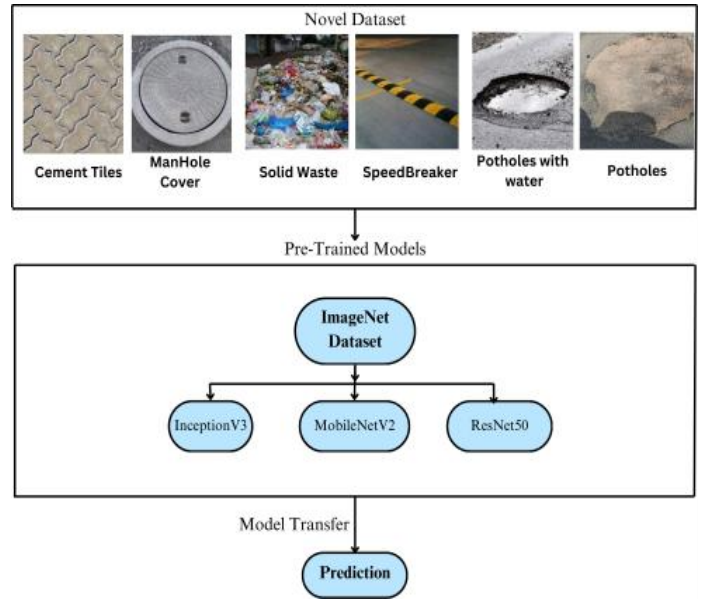 Novel Dataset
Cement Tiles
ManHole
Cover
Solid Waste
SpeedBreaker
Potholes with
water
Potholes
Pre-Trained Models
ImageNet
Dataset
InceptionV3
MobileNetV2
ResNet50
Model Transfer
Prediction